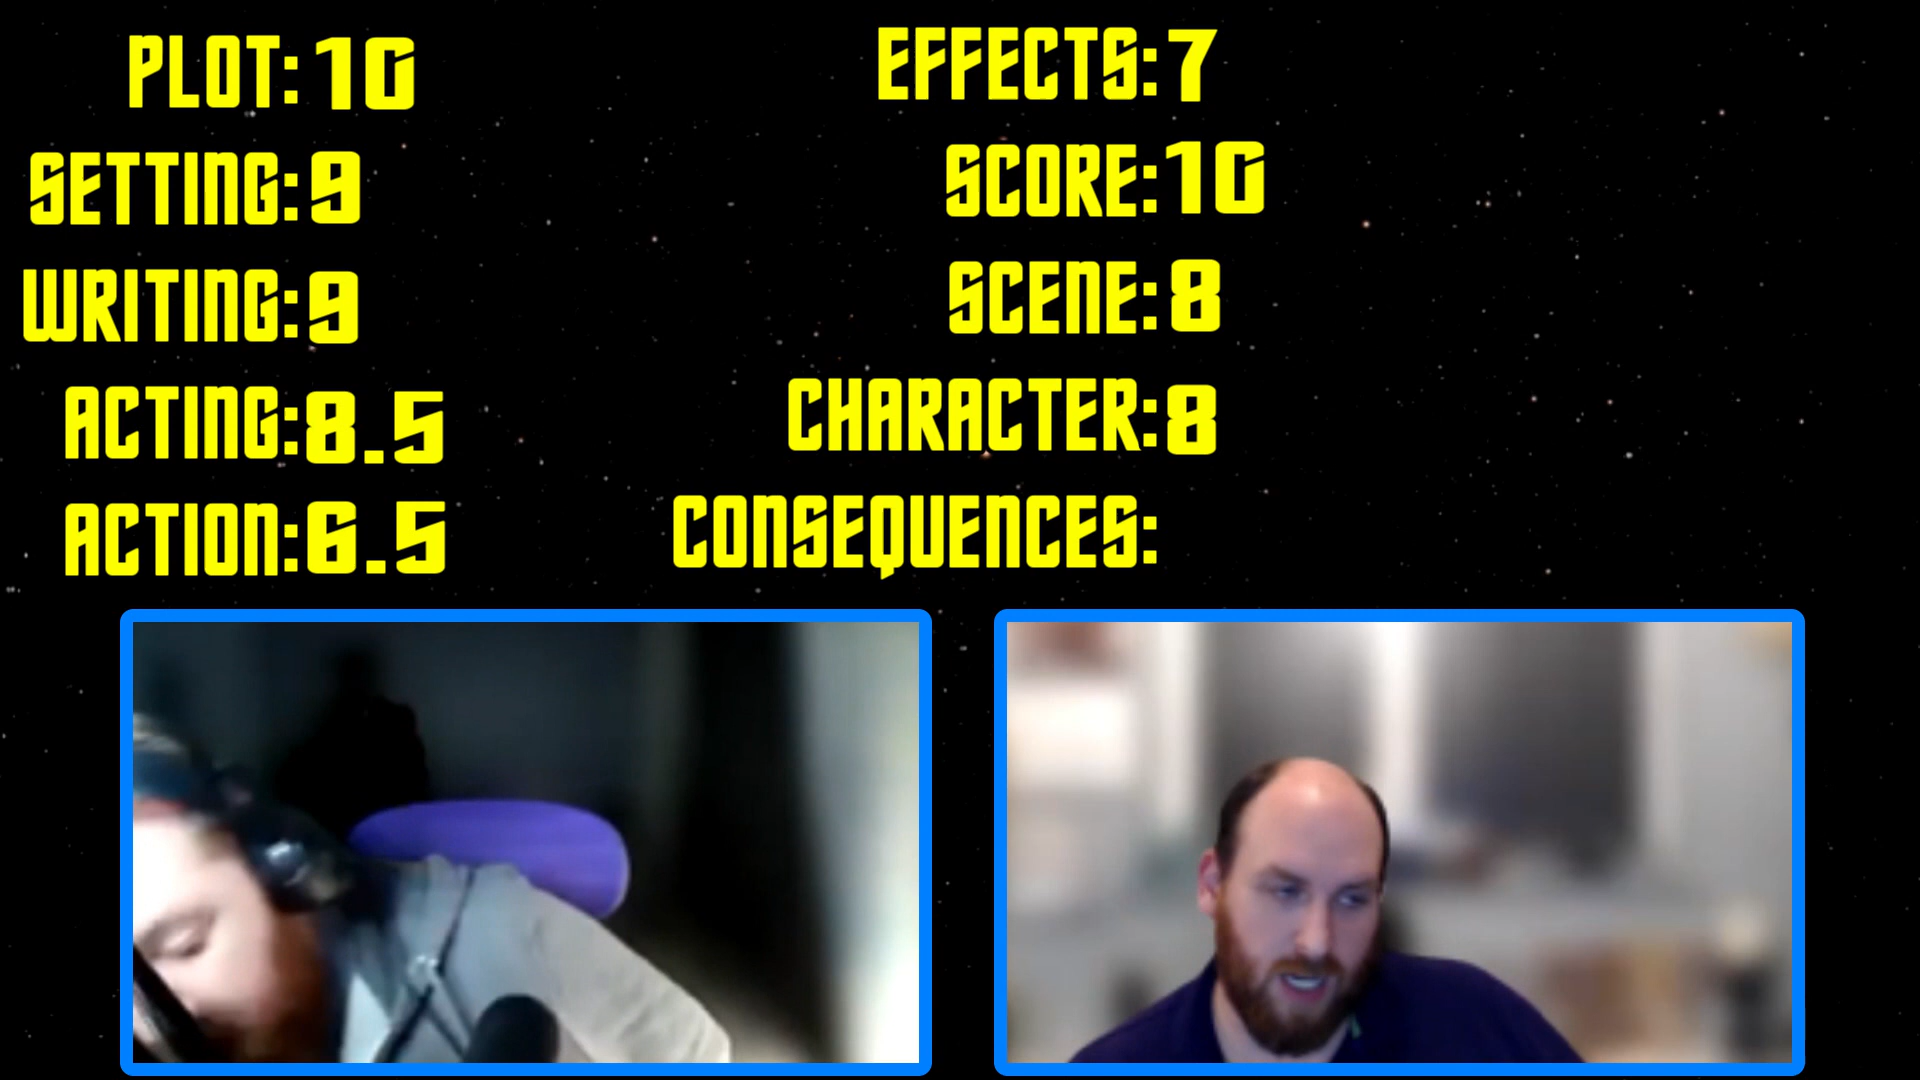 PLOT: 10
SETTING: 9
WRITING: 9
ACTING: 8.5
ACTION: 6.5
EFFECTS: 7
SCORE: 10
SCENE: 8
CHARACTER: 8
CONSEQUENCES: